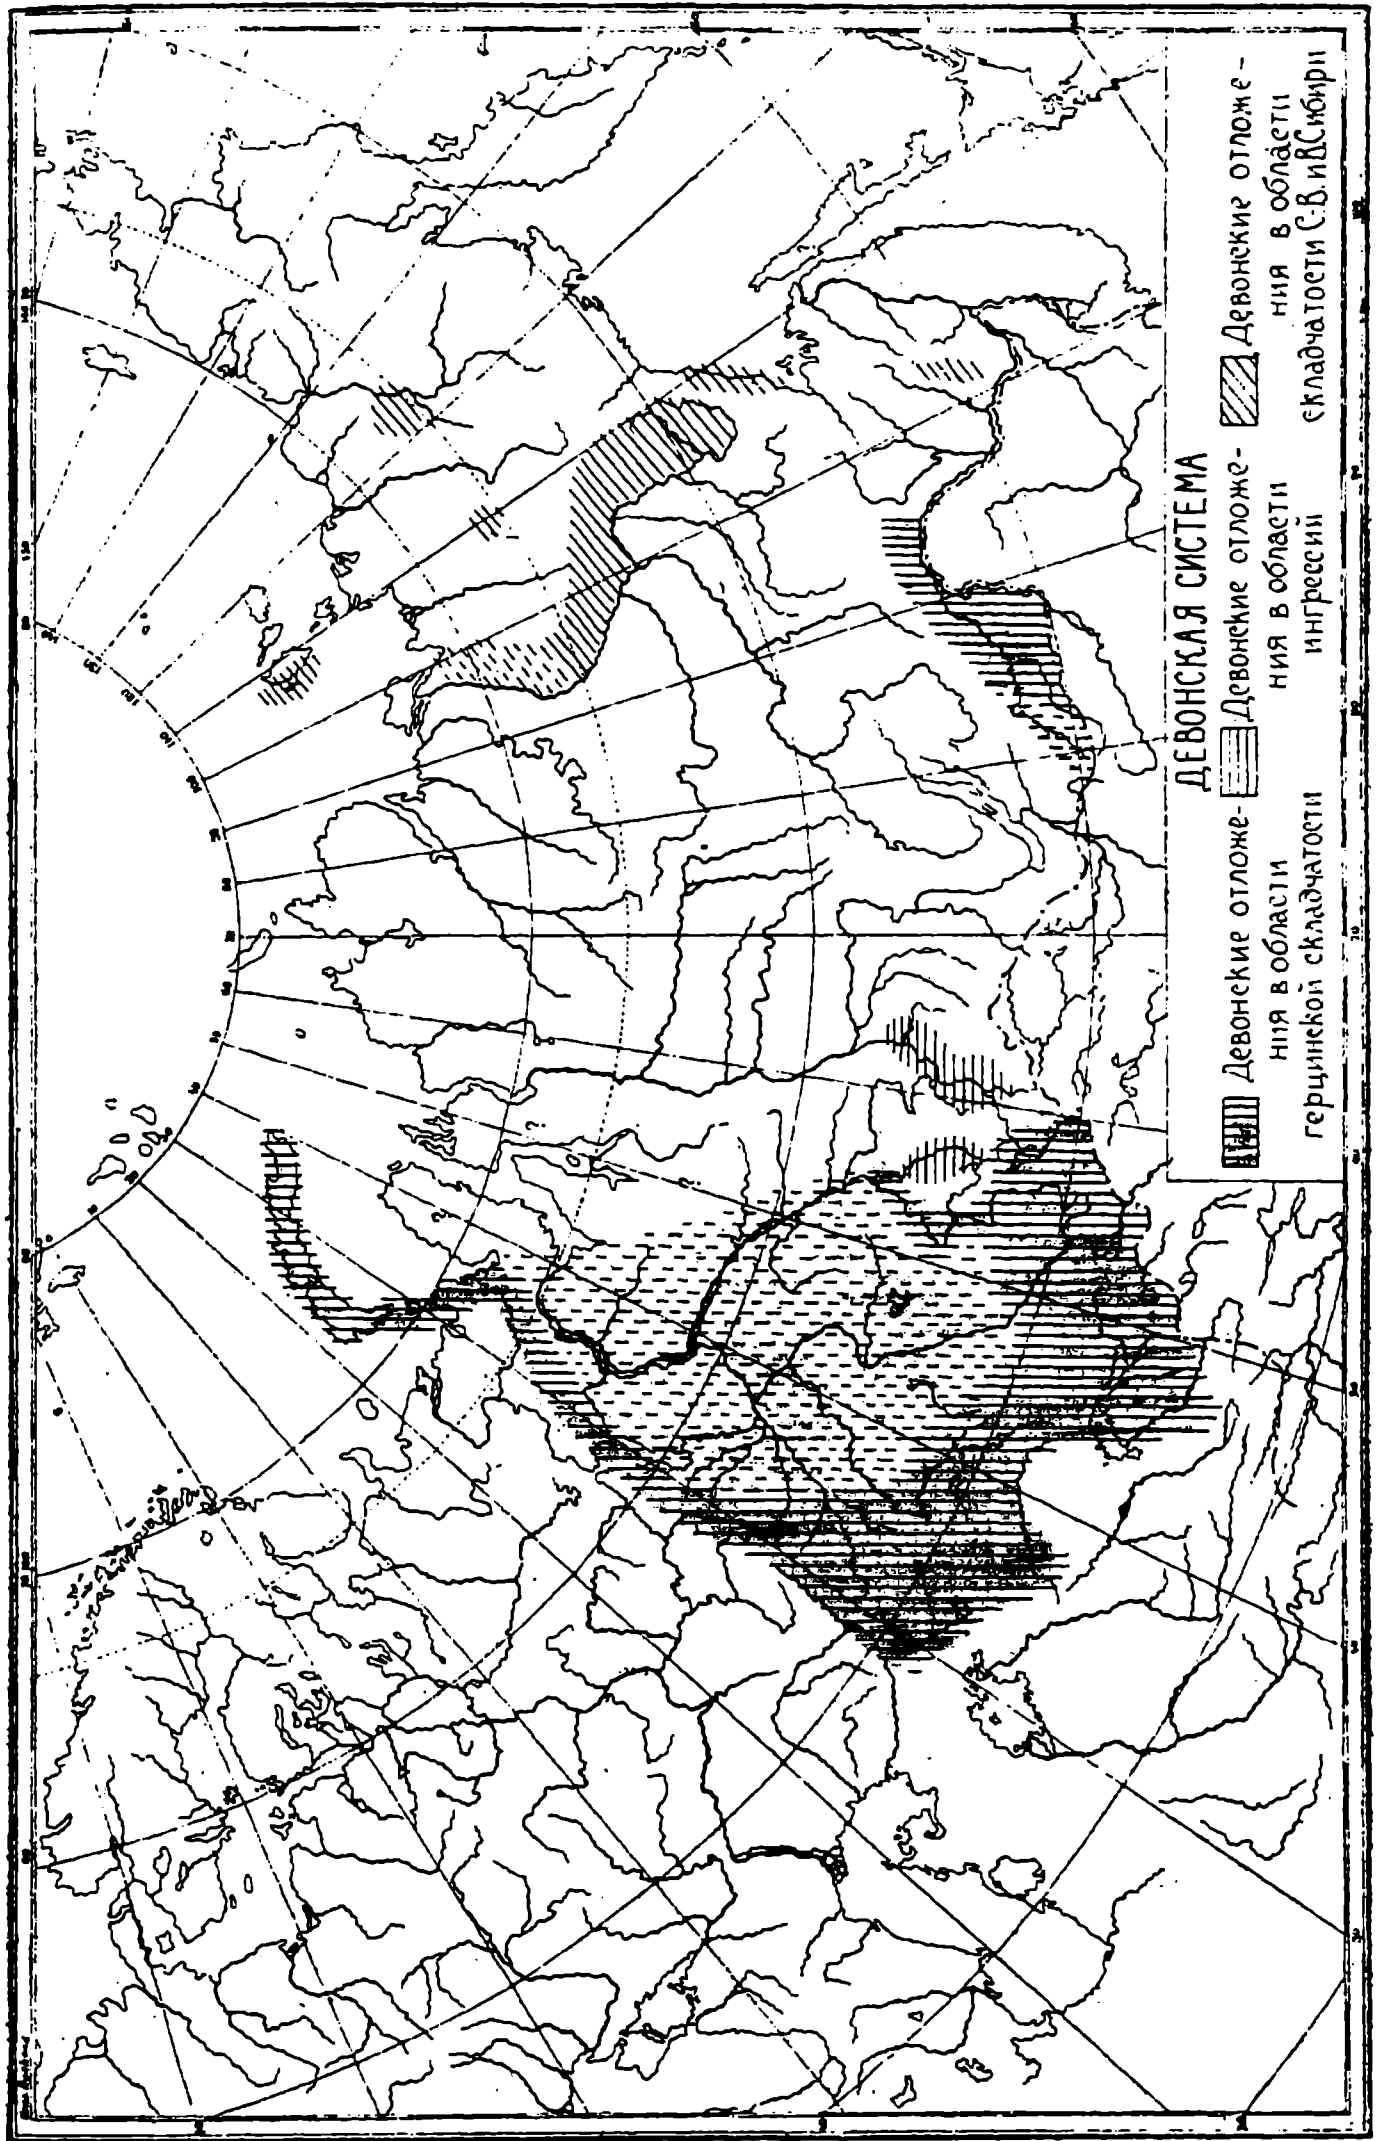 ДЕВОНСКАЯ СИСТЕМА
Девонские отложе-
ния в области
герцинской складчатости
Девонские отложе-
ния в области
ингрессий
Девонские отложе-
ния в области
складчатости С-В. и В Сибири